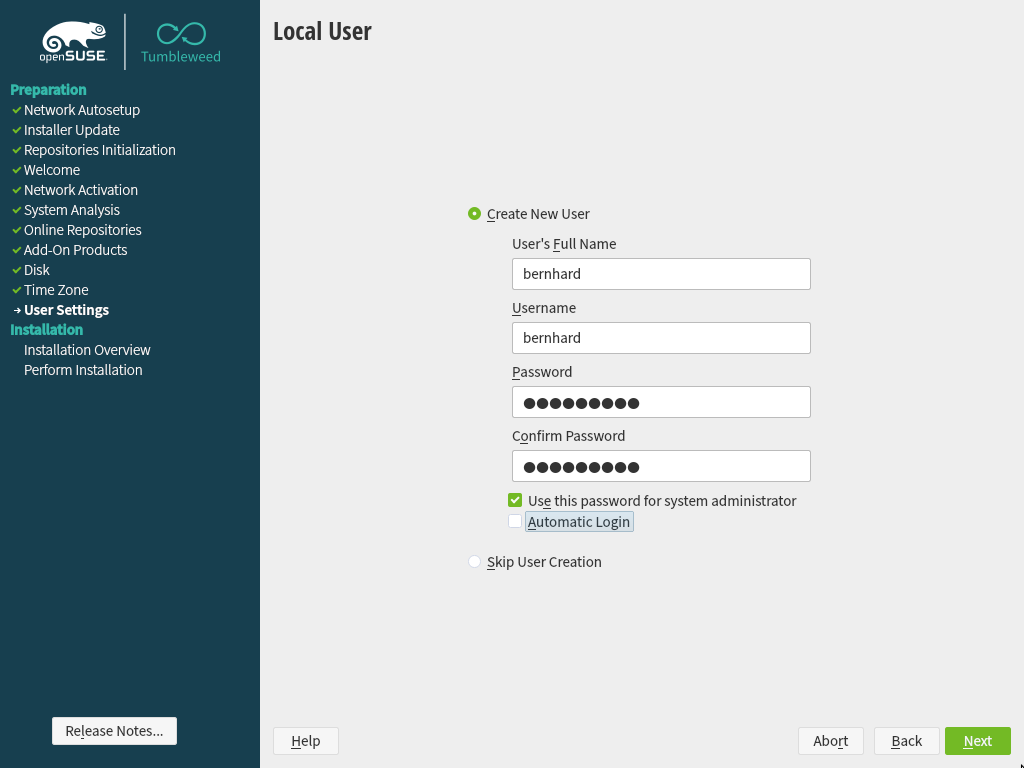 openSUSE
Tumbleweed
Preparation
Network Autosetup
Installer Update
Repositories Initialization
Welcome
Network Activation
System Analysis
Online Repositories
Add-On Products
Disk
Time Zone
User Settings
Installation
Installation Overview
Perform Installation
Release Notes...
Local User
Create New User
User's Full Name
bernhard
Username
bernhard
Password
●●●●●●●●●
Confirm Password
●●●●●●●●●
Use this password for system administrator
Automatic Login
Skip User Creation
Help
Abort
Back
Next